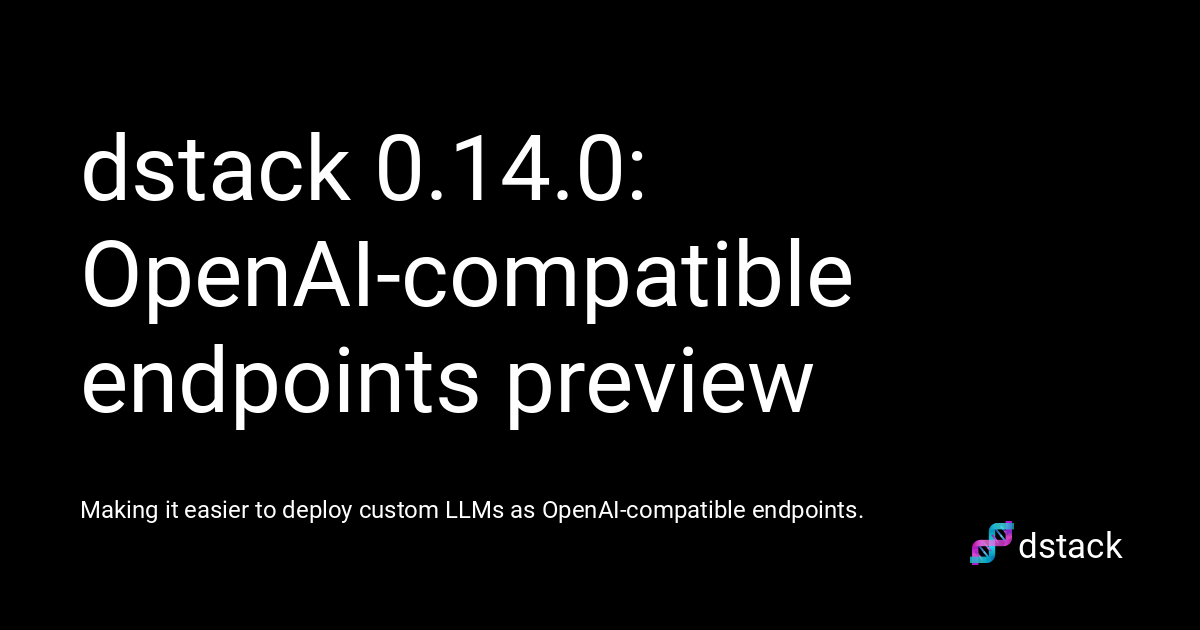 dstack 0.14.0:
OpenAI-compatible
endpoints preview
Making it easier to deploy custom LLMs as OpenAI-compatible endpoints.
dstack